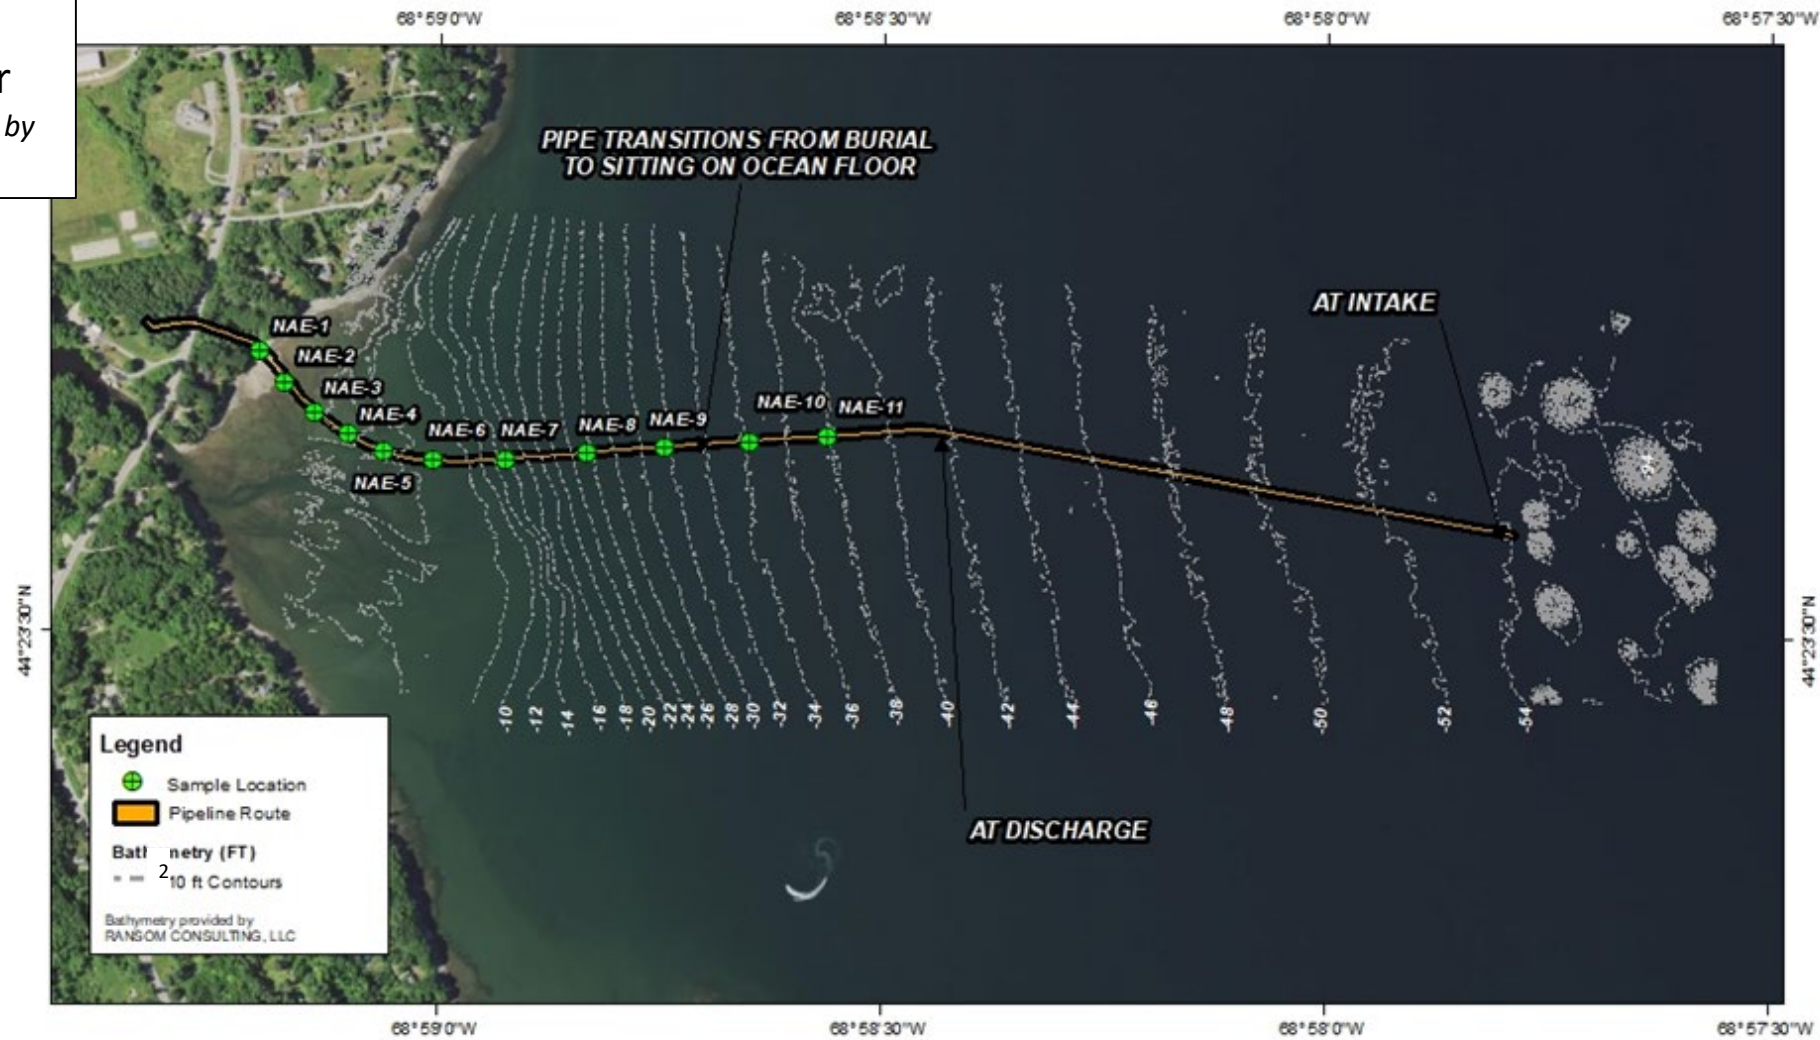 68°59'0"W
68°58'30"W
68°58'0"W
68°57'30"W
r
by
PIPE TRANSITIONS FROM BURIAL
TO SITTING ON OCEAN FLOOR
AT INTAKE
NAE-1
NAE-2
NAE-3
NAE-4
NAE-5
NAE-6
NAE-7
NAE-8
NAE-9
NAE-10
NAE-11
44°23'30"N
44°23'30"N
-10
-12
-14
-16
-18
-20
-22
-24
-26
-28
-30
-32
-34
-36
-38
-40
-42
-44
-46
-48
-50
-52
-54
AT DISCHARGE
Legend
Sample Location
Pipeline Route
Bat metry (FT)
2 10 ft Contours
Bathymetry provided by
RANSOM CONSULTING, LLC
68°59'0"W
68°58'30"W
68°58'0"W
68°57'30"W